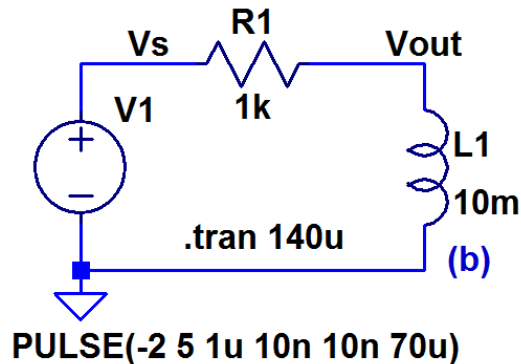 R1
Vs
Vout
1k
V1
L1
10m
.tran 140u
(b)
PULSE(-2 5 1u 10n 10n 70u)